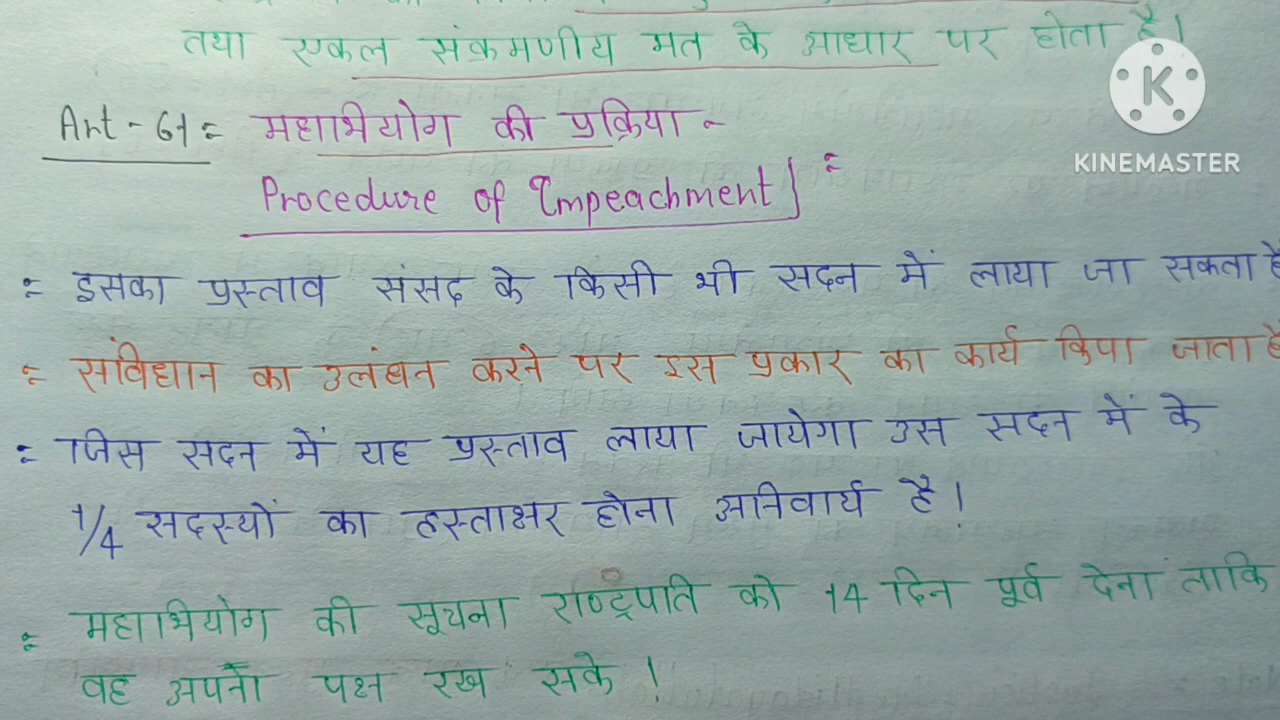 तथा एकल संक्रमणीय मत के आधार पर होता है।
Art - 61 = महाभियोग की प्रक्रिया -
Procedure of Impeachment} =
= इसका प्रस्ताव संसद के किसी भी सदन में लाया जा सकता है
= संविधान का उलंघन करने पर इस प्रकार का कार्य किया जाता है
= जिस सदन में यह प्रस्ताव लाया जायेगा उस सदन में के
1/4 सदस्यों का हस्ताक्षर होना अनिवार्य है।
= महाभियोग की सूचना राष्ट्रपति को 14 दिन पूर्व देना ताकि
वह अपना पक्ष रख सके।
K
KINEMASTER